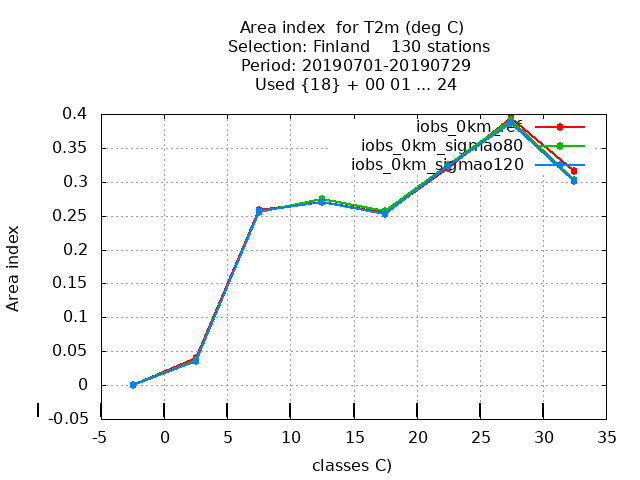 Area index for T2m (deg C)
Selection: Finland 130 stations
Period: 20190701-20190729
Used {18} + 00 01 ... 24
0.4
0.35
0.3
0.25
0.2
0.15
0.1
0.05
0
-0.05
Area index
iobs_0km_ref
iobs_0km_sigmao80
iobs_0km_sigmao120
-5 0 5 10 15 20 25 30 35
classes C)